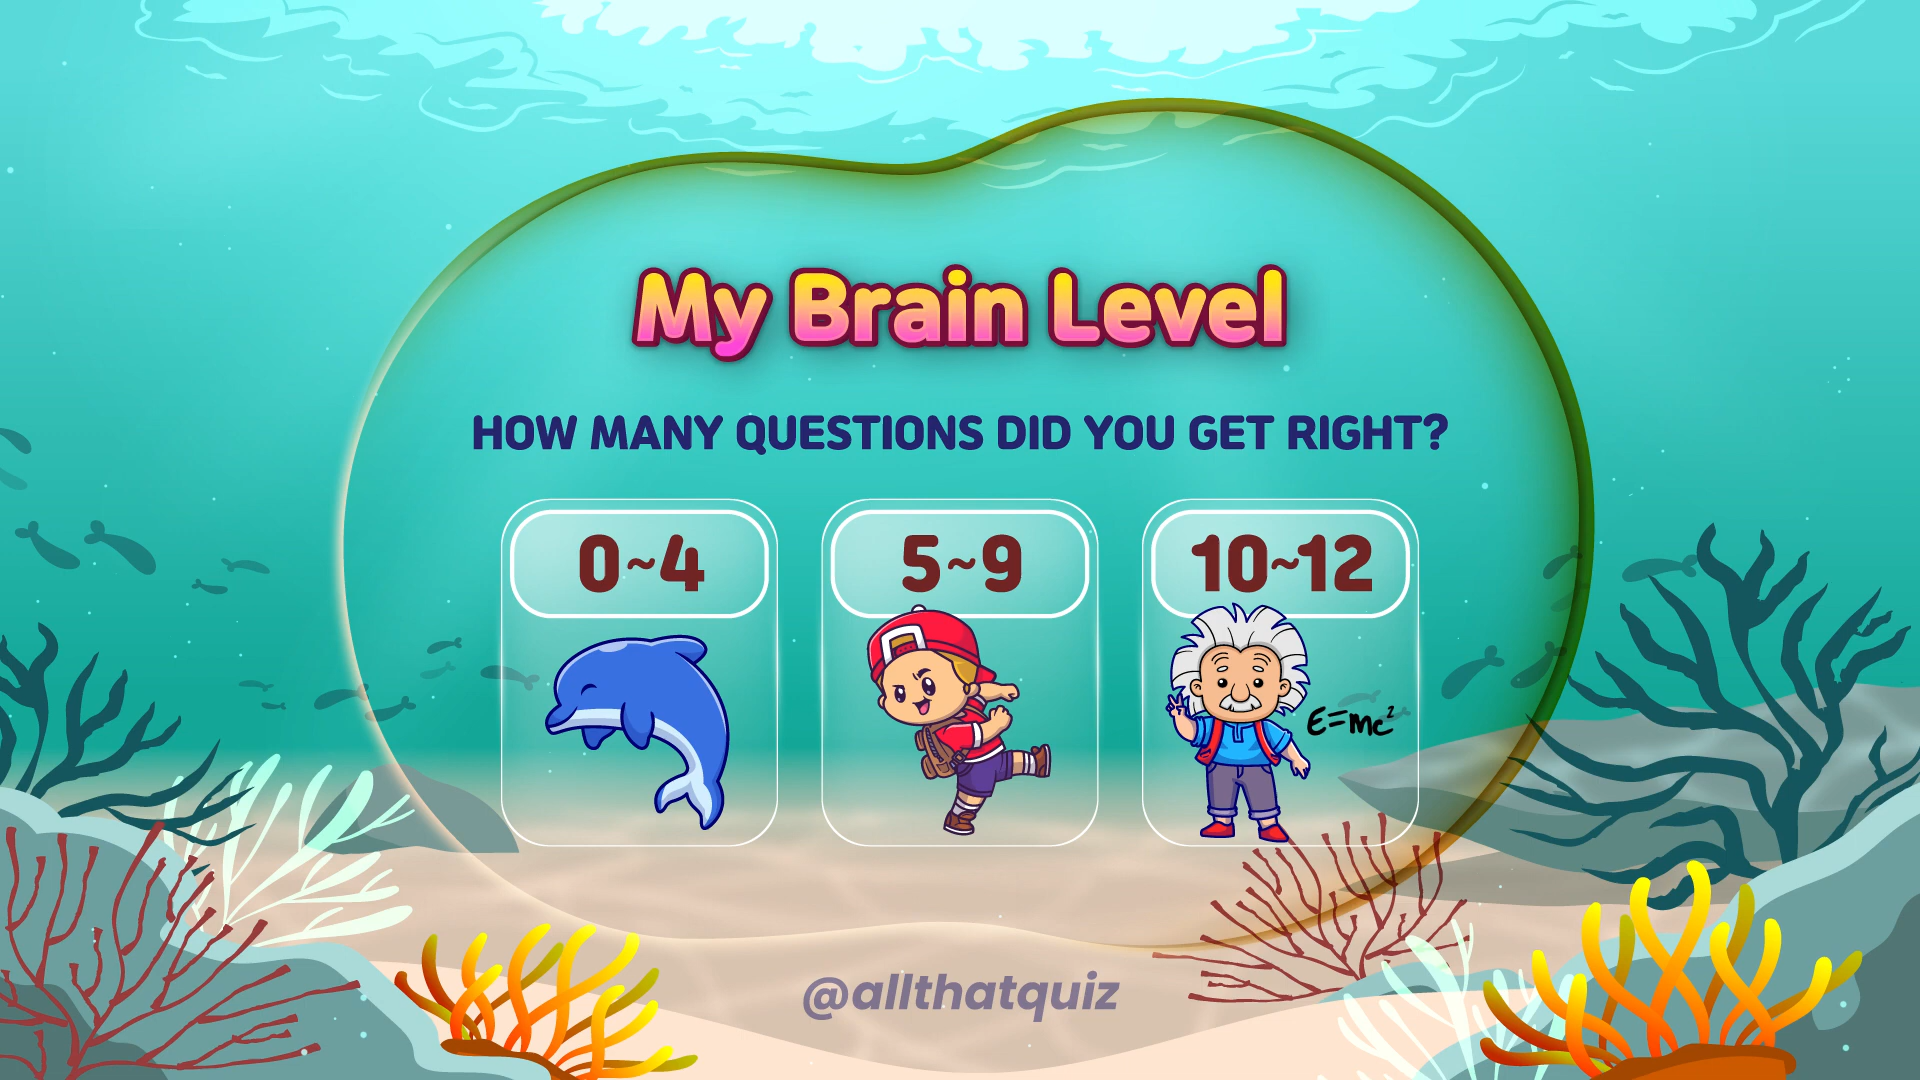 My Brain Level
HOW MANY QUESTIONS DID YOU GET RIGHT?
0~4
5~9
10~12
E=mc²
@allthatquiz